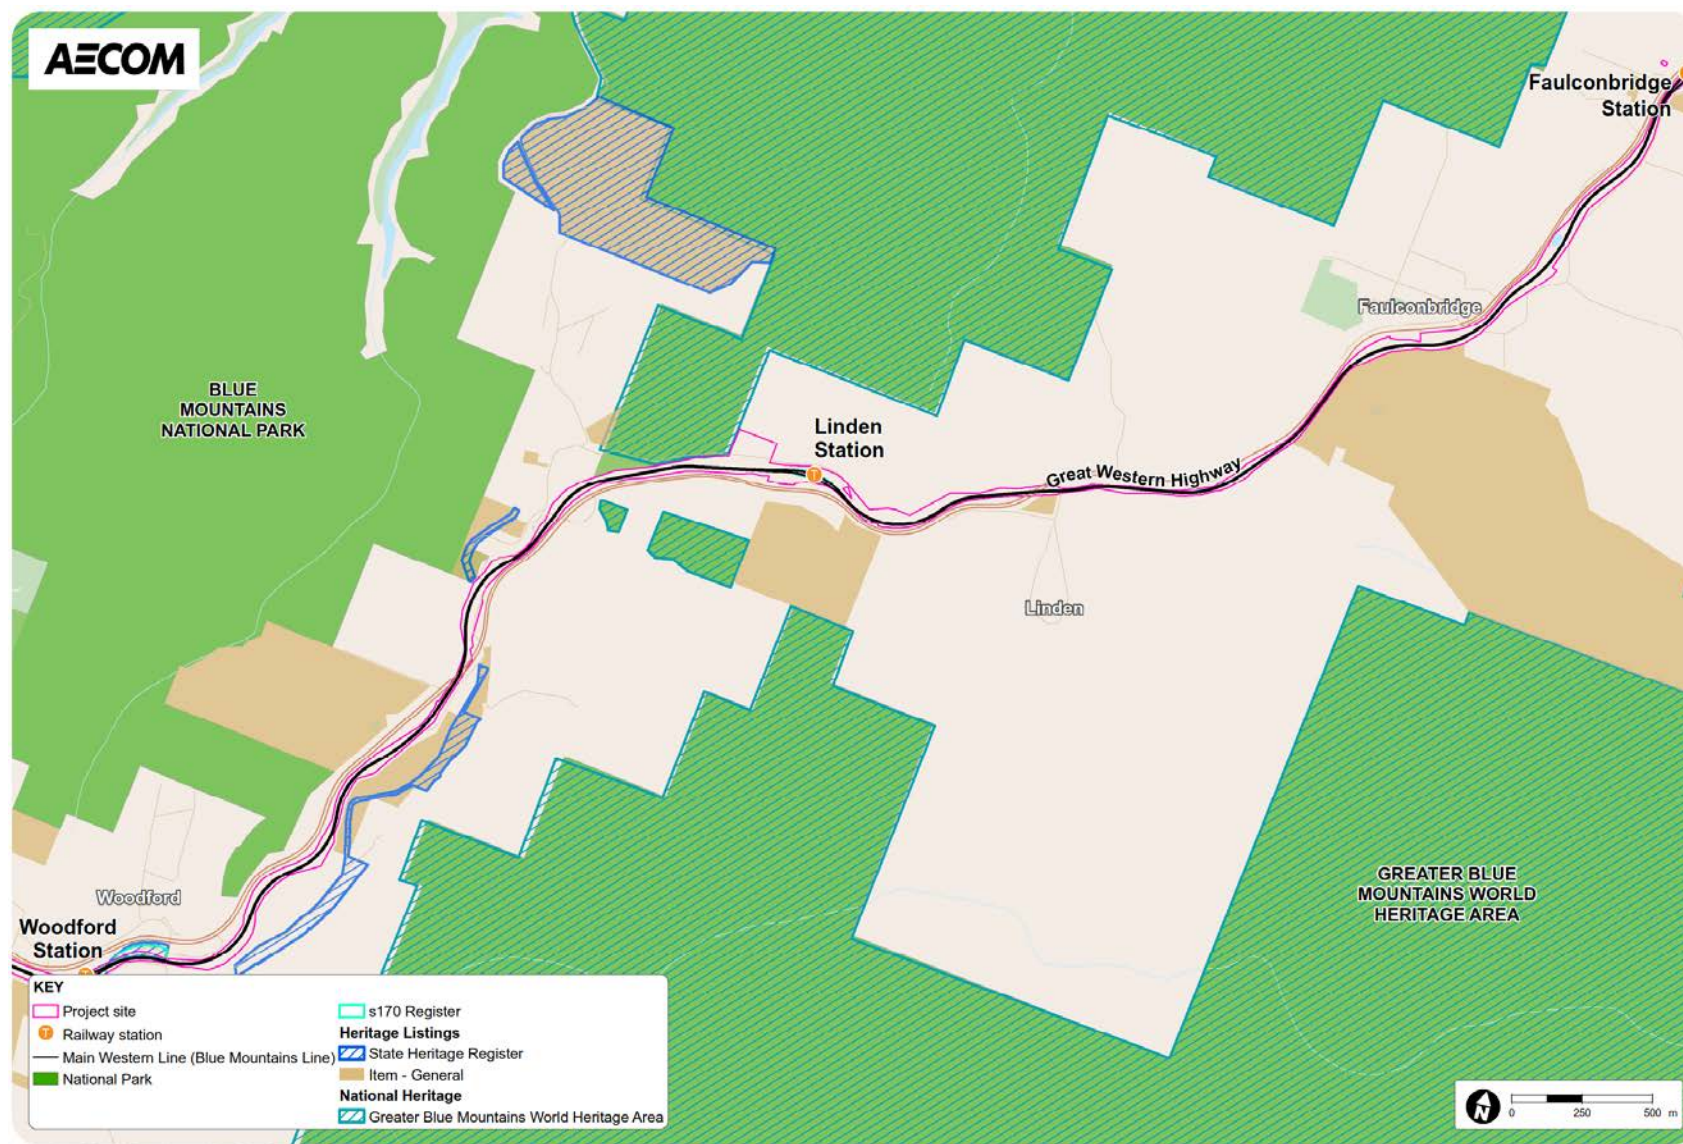 AECOM
Faulconbridge
Station
Faulconbridge
BLUE
MOUNTAINS
NATIONAL PARK
Linden
Station
Great Western Highway
Linden
GREATER BLUE
MOUNTAINS WORLD
HERITAGE AREA
Woodford
Woodford
Station
KEY
Project site
T Railway station
Main Western Line (Blue Mountains Line)
National Park
s170 Register
Heritage Listings
State Heritage Register
Item - General
National Heritage
Greater Blue Mountains World Heritage Area
N
0 250 500 m